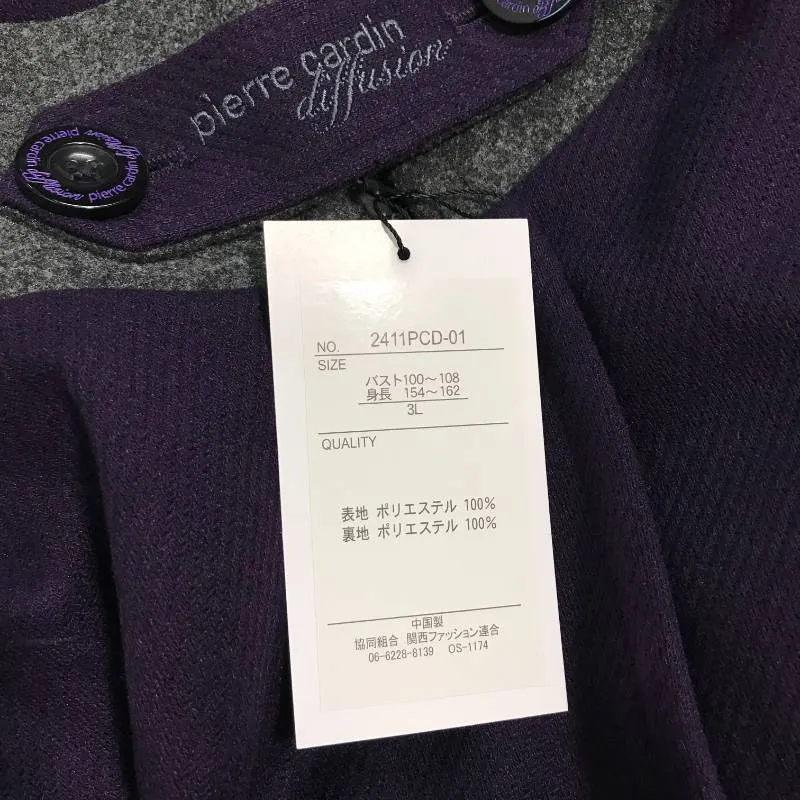 pierre cardin
diffusion
pierre cardin diffusion pierre cardin diffusion
NO. 2411PCD-01
SIZE
バスト100～108
身長 154～162
3L
QUALITY
表地 ポリエステル 100%
裏地 ポリエステル 100%
中国製
協同組合 関西ファッション連合
06-6228-8139 OS-1174